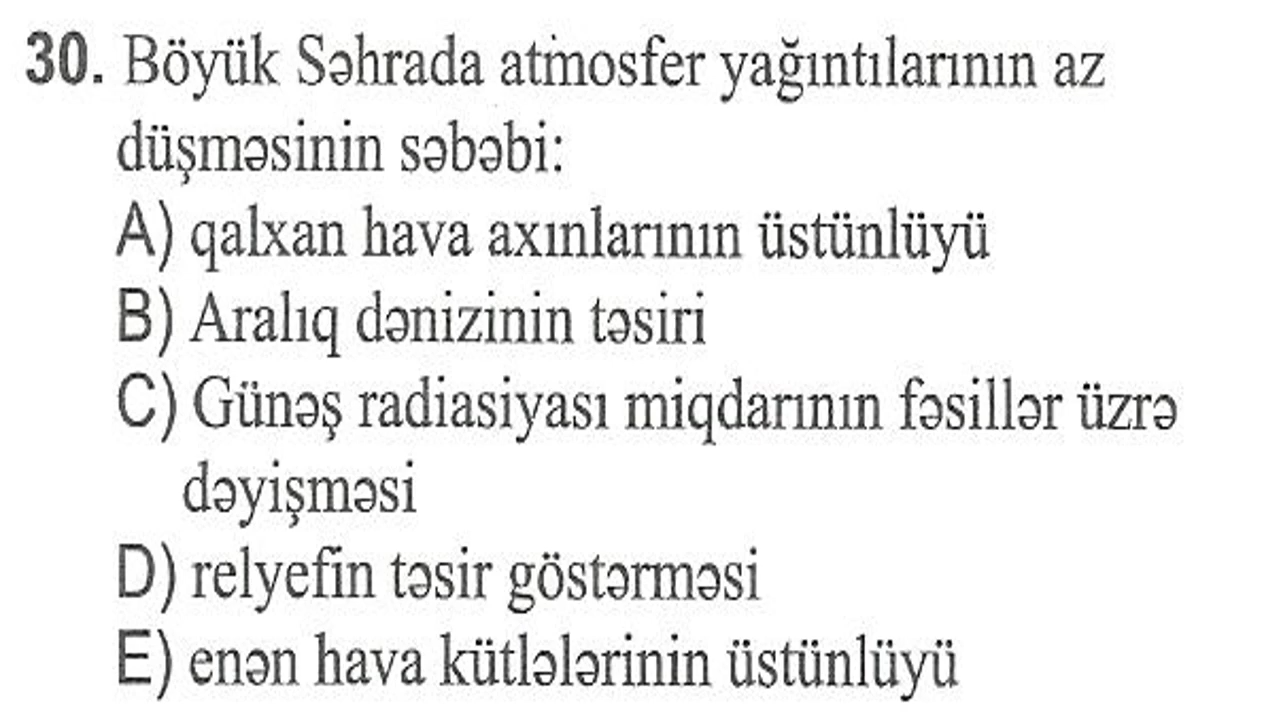 30. Böyük Səhrada atmosfer yağıntılarının az
düşməsinin səbəbi:
A) qalxan hava axınlarının üstünlüyü
B) Aralıq dənizinin təsiri
C) Günəş radiasiyası miqdarının fəsillər üzrə
dəyişməsi
D) relyefin təsir göstərməsi
E) enən hava kütlələrinin üstünlüyü